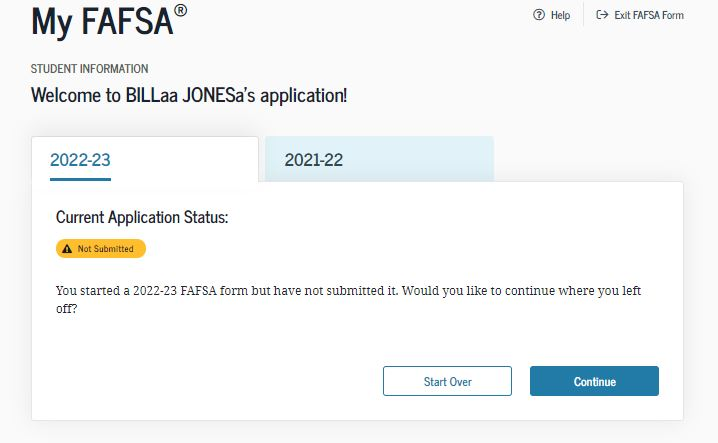 My FAFSA®
Help
Exit FAFSA Form
STUDENT INFORMATION
Welcome to BILLaa JONESa's application!
2022-23
2021-22
Current Application Status:
Not Submitted
You started a 2022-23 FAFSA form but have not submitted it. Would you like to continue where you left
off?
Start Over
Continue